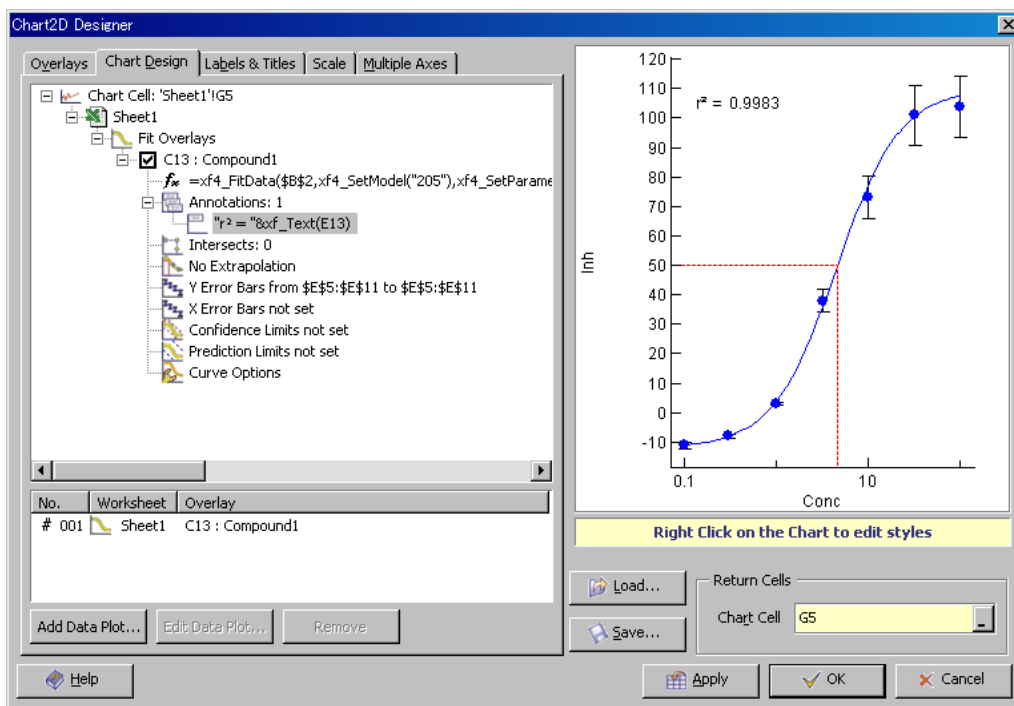 Chart2D Designer
Overlays
Chart Design
Labels & Titles
Scale
Multiple Axes
Chart Cell: 'Sheet1'!G5
Sheet1
Fit Overlays
C13 : Compound1
fx =xf4_FitData($B$2,xf4_SetModel("205"),xf4_SetParame
Annotations: 1
"r² = "&xf_Text(E13)
Intersects: 0
No Extrapolation
Y Error Bars from $E$5:$E$11 to $E$5:$E$11
X Error Bars not set
Confidence Limits not set
Prediction Limits not set
Curve Options
No. Worksheet Overlay
# 001 Sheet1 C13 : Compound1
Add Data Plot...
Edit Data Plot...
Remove
120
110
100
90
80
70
60
50
40
30
20
10
0
-10
r² = 0.9983
Inh
0.1
10
Conc
Right Click on the Chart to edit styles
Load...
Save...
Return Cells
Chart Cell G5
Help
Apply
OK
Cancel